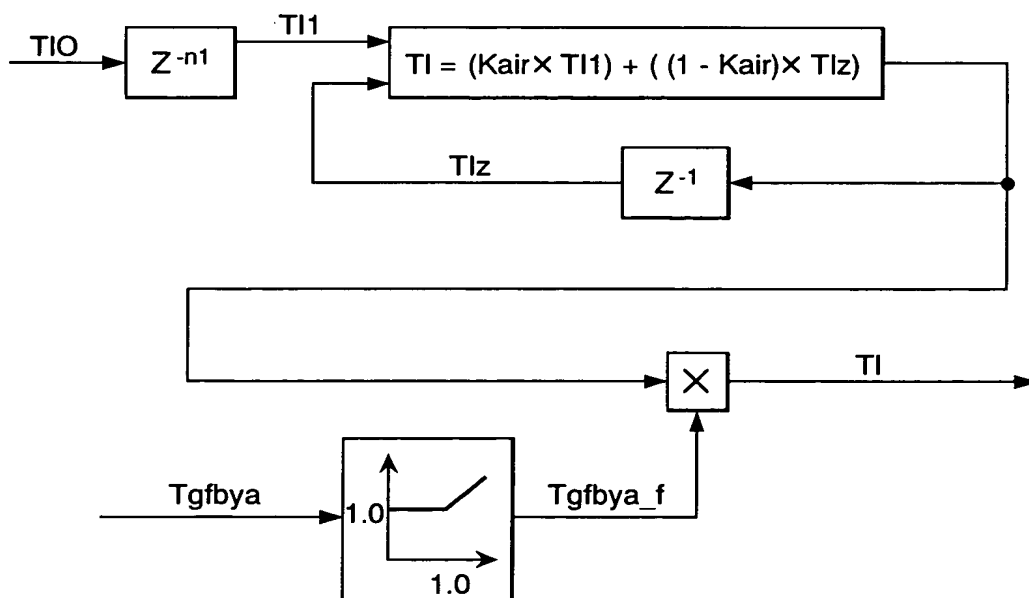 TIO
Z-n1
TI1
TI = (Kair× TI1) + ( (1 - Kair)× TIz)
TIz
Z-1
×
TI
Tgfbya
1.0
1.0
Tgfbya_f